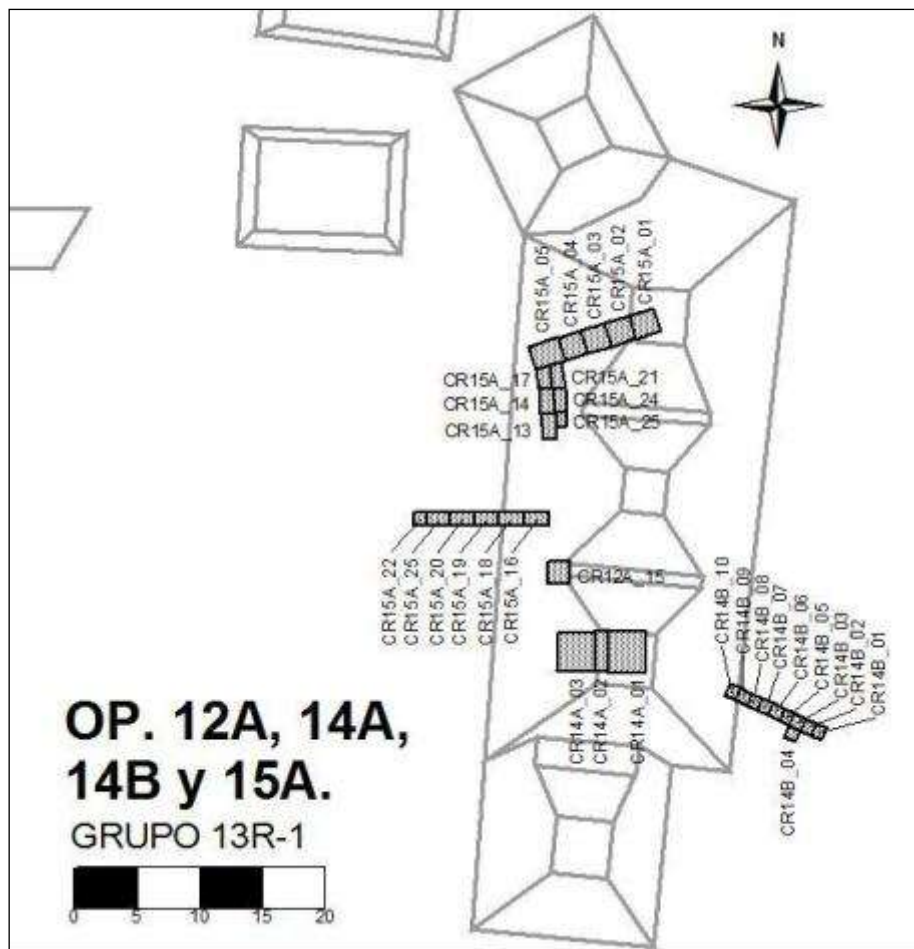 N
CR15A_05
CR15A_04
CR15A_03
CR15A_02
CR15A_01
CR15A_17
CR15A_21
CR15A_14
CR15A_24
CR15A_13
CR15A_25
CR15A_22
CR15A_25
CR15A_20
CR15A_19
CR15A_18
CR15A_16
CR12A_15
CR14B_10
CR14B_09
CR14B_08
CR14B_07
CR14B_06
CR14B_05
CR14B_03
CR14B_02
CR14B_01
CR14B_04
CR14A_03
CR14A_02
CR14A_01
OP. 12A, 14A,
14B y 15A.
GRUPO 13R-1
0 5 10 15 20